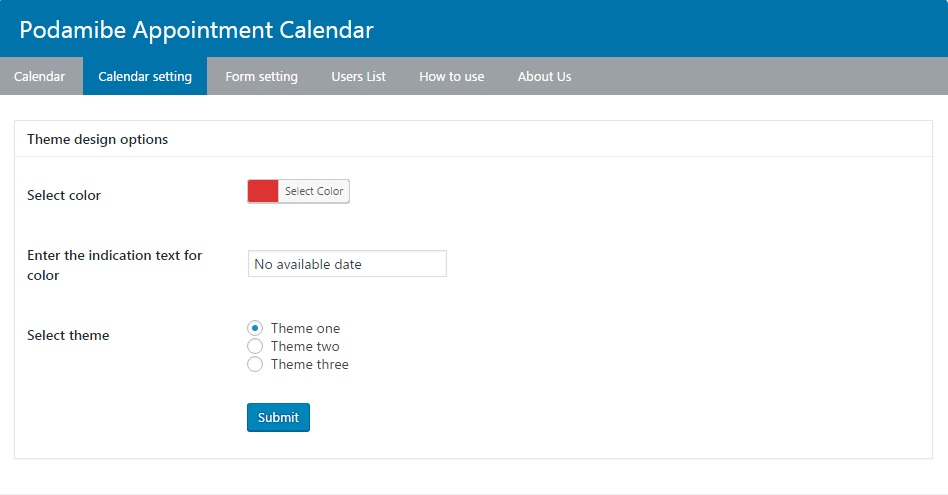 Podamibe Appointment Calendar
Calendar Calendar setting Form setting Users List How to use About Us
Theme design options
Select color Select Color
Enter the indication text for
color
No available date
Select theme
Theme one
Theme two
Theme three
Submit